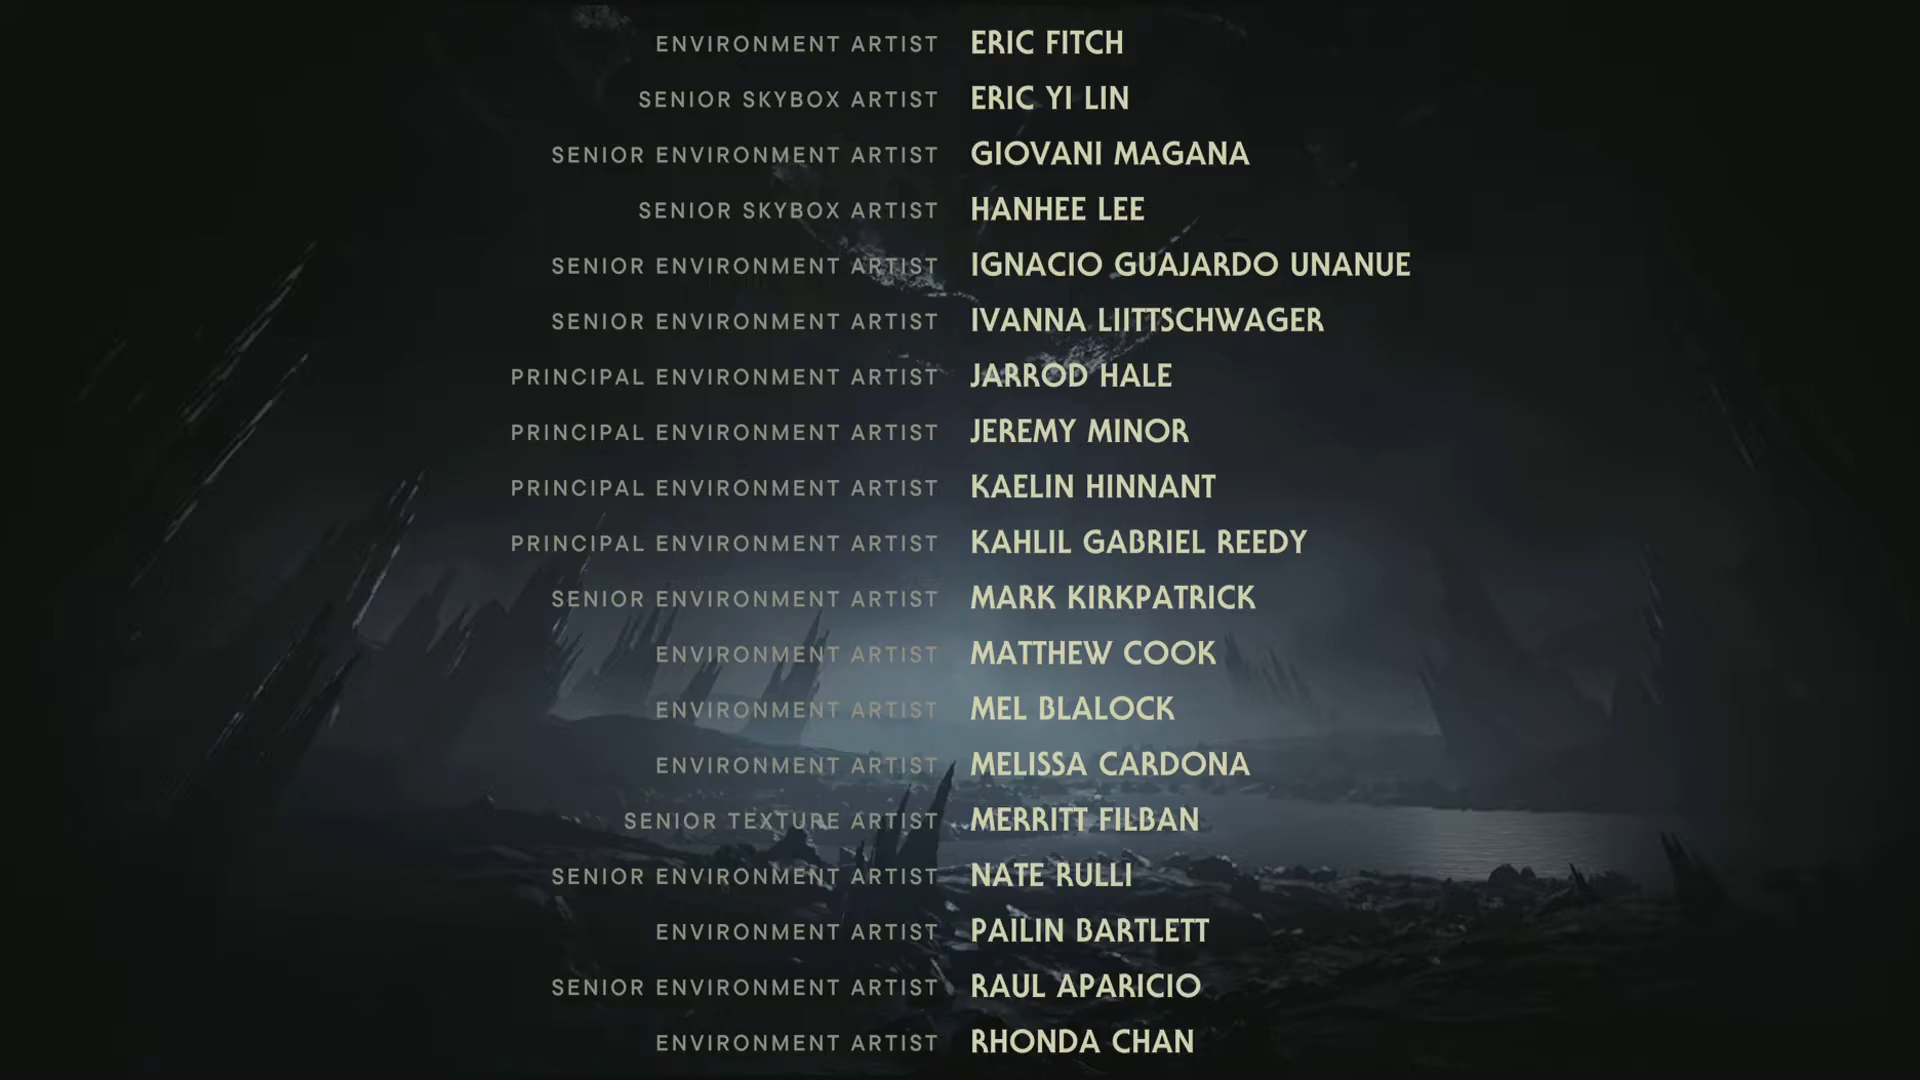 ENVIRONMENT ARTIST ERIC FITCH
SENIOR SKYBOX ARTIST ERIC YI LIN
SENIOR ENVIRONMENT ARTIST GIOVANI MAGANA
SENIOR SKYBOX ARTIST HANHEE LEE
SENIOR ENVIRONMENT ARTIST IGNACIO GUAJARDO UNANUE
SENIOR ENVIRONMENT ARTIST IVANNA LIITTSCHWAGER
PRINCIPAL ENVIRONMENT ARTIST JARROD HALE
PRINCIPAL ENVIRONMENT ARTIST JEREMY MINOR
PRINCIPAL ENVIRONMENT ARTIST KAELIN HINNANT
PRINCIPAL ENVIRONMENT ARTIST KAHLIL GABRIEL REEDY
SENIOR ENVIRONMENT ARTIST MARK KIRKPATRICK
ENVIRONMENT ARTIST MATTHEW COOK
ENVIRONMENT ARTIST MEL BLALOCK
ENVIRONMENT ARTIST MELISSA CARDONA
SENIOR TEXTURE ARTIST MERRITT FILBAN
SENIOR ENVIRONMENT ARTIST NATE RULLI
ENVIRONMENT ARTIST PAILIN BARTLETT
SENIOR ENVIRONMENT ARTIST RAUL APARICIO
ENVIRONMENT ARTIST RHONDA CHAN